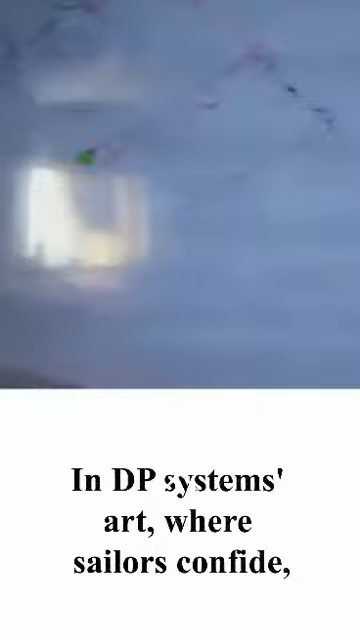 In DP systems'
art, where
sailors confide,